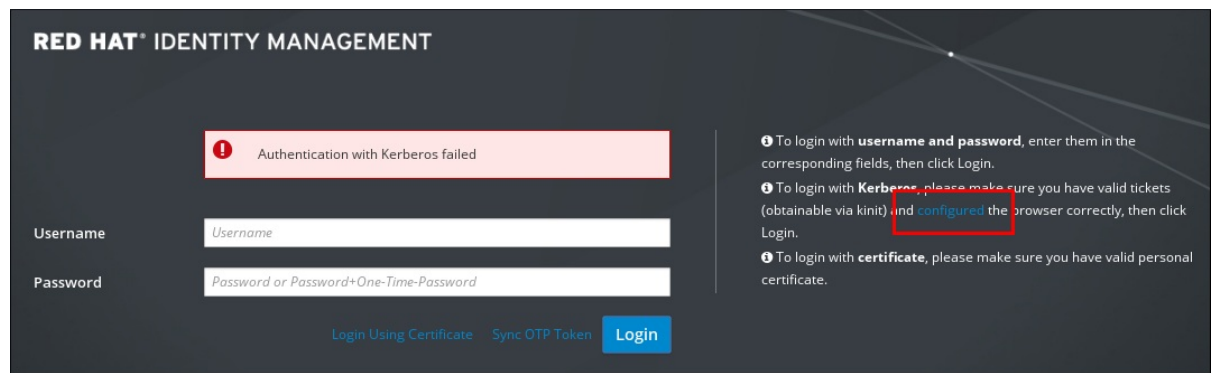 RED HAT® IDENTITY MANAGEMENT
Authentication with Kerberos failed
Username
Username
Password
Password or Password+One-Time-Password
Login Using Certificate
Sync OTP Token
Login
To login with username and password, enter them in the
corresponding fields, then click Login.
To login with Kerberos, please make sure you have valid tickets
(obtainable via kinit) and configured the browser correctly, then click
Login.
To login with certificate, please make sure you have valid personal
certificate.